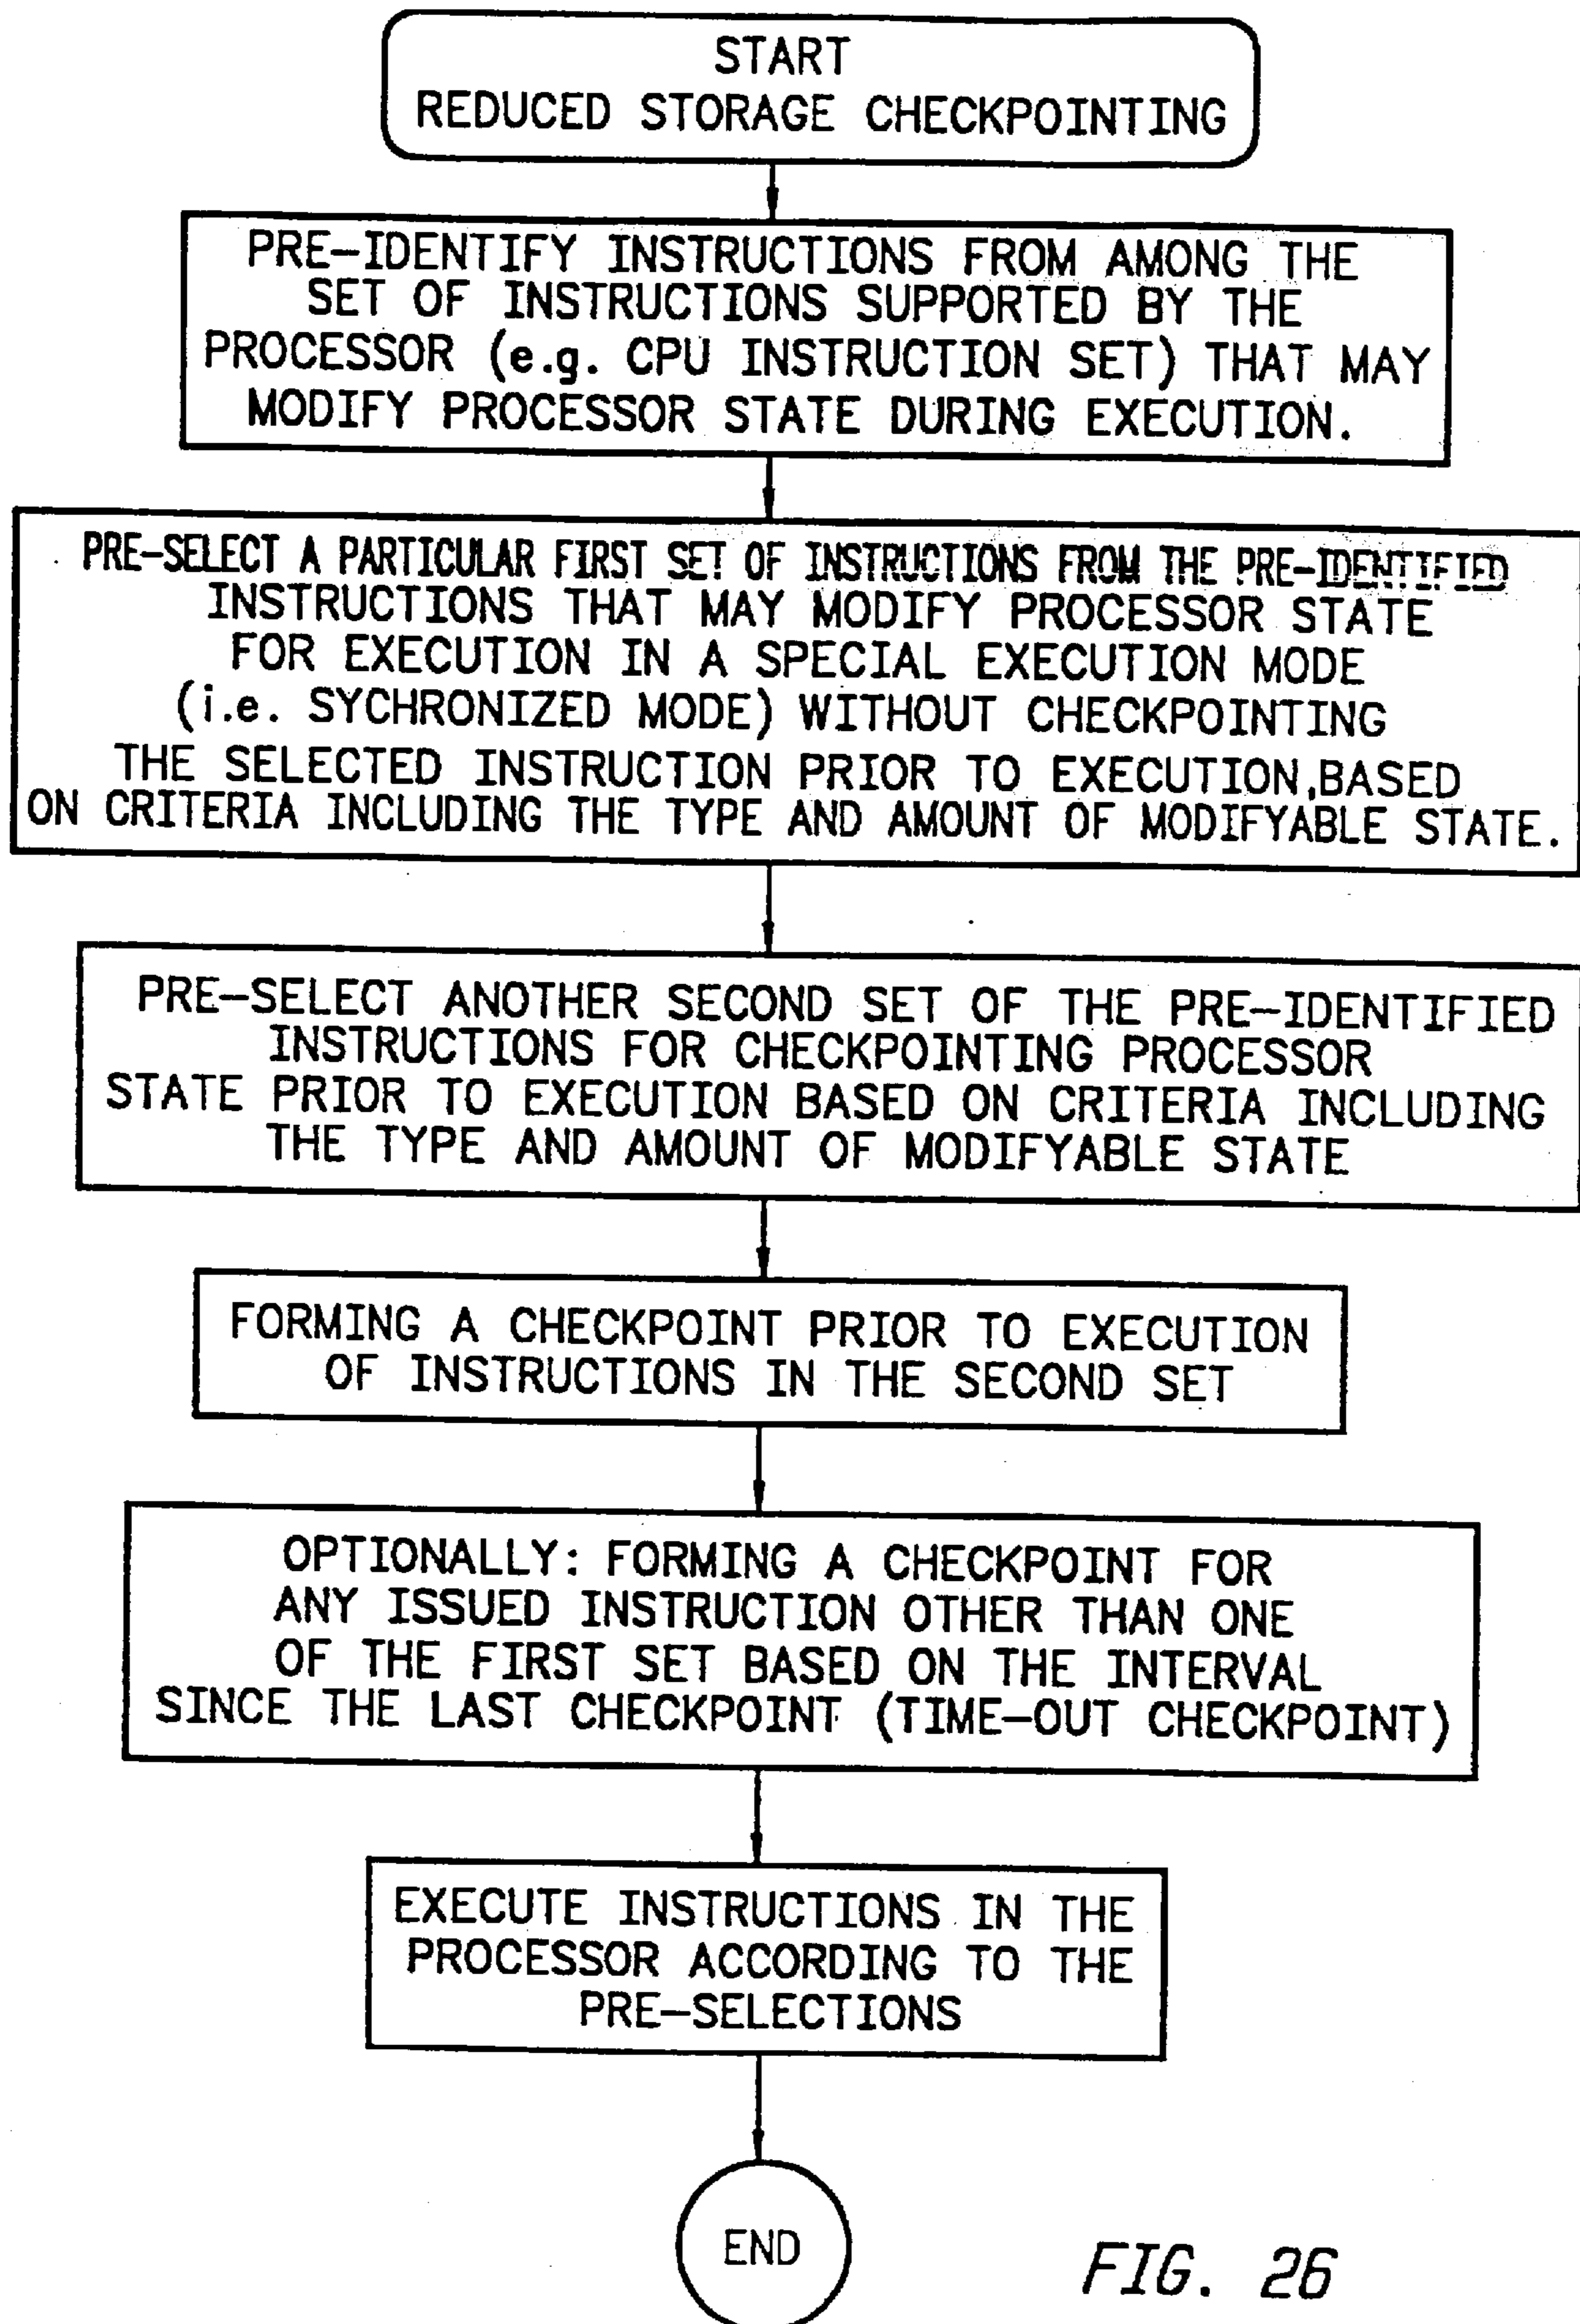 START
REDUCED STORAGE CHECKPOINTING
PRE-IDENTIFY INSTRUCTIONS FROM AMONG THE
SET OF INSTRUCTIONS SUPPORTED BY THE
PROCESSOR (e.g. CPU INSTRUCTION SET) THAT MAY
MODIFY PROCESSOR STATE DURING EXECUTION.
PRE-SELECT A PARTICULAR FIRST SET OF INSTRUCTIONS FROM THE PRE-IDENTIFIED
INSTRUCTIONS THAT MAY MODIFY PROCESSOR STATE
FOR EXECUTION IN A SPECIAL EXECUTION MODE
(i.e. SYCHRONIZED MODE) WITHOUT CHECKPOINTING
THE SELECTED INSTRUCTION PRIOR TO EXECUTION,BASED
ON CRITERIA INCLUDING THE TYPE AND AMOUNT OF MODIFYABLE STATE.
PRE-SELECT ANOTHER SECOND SET OF THE PRE-IDENTIFIED
INSTRUCTIONS FOR CHECKPOINTING PROCESSOR
STATE PRIOR TO EXECUTION BASED ON CRITERIA INCLUDING
THE TYPE AND AMOUNT OF MODIFYABLE STATE
FORMING A CHECKPOINT PRIOR TO EXECUTION
OF INSTRUCTIONS IN THE SECOND SET
OPTIONALLY: FORMING A CHECKPOINT FOR
ANY ISSUED INSTRUCTION OTHER THAN ONE
OF THE FIRST SET BASED ON THE INTERVAL
SINCE THE LAST CHECKPOINT (TIME-OUT CHECKPOINT)
EXECUTE INSTRUCTIONS IN THE
PROCESSOR ACCORDING TO THE
PRE-SELECTIONS
END
FIG. 26